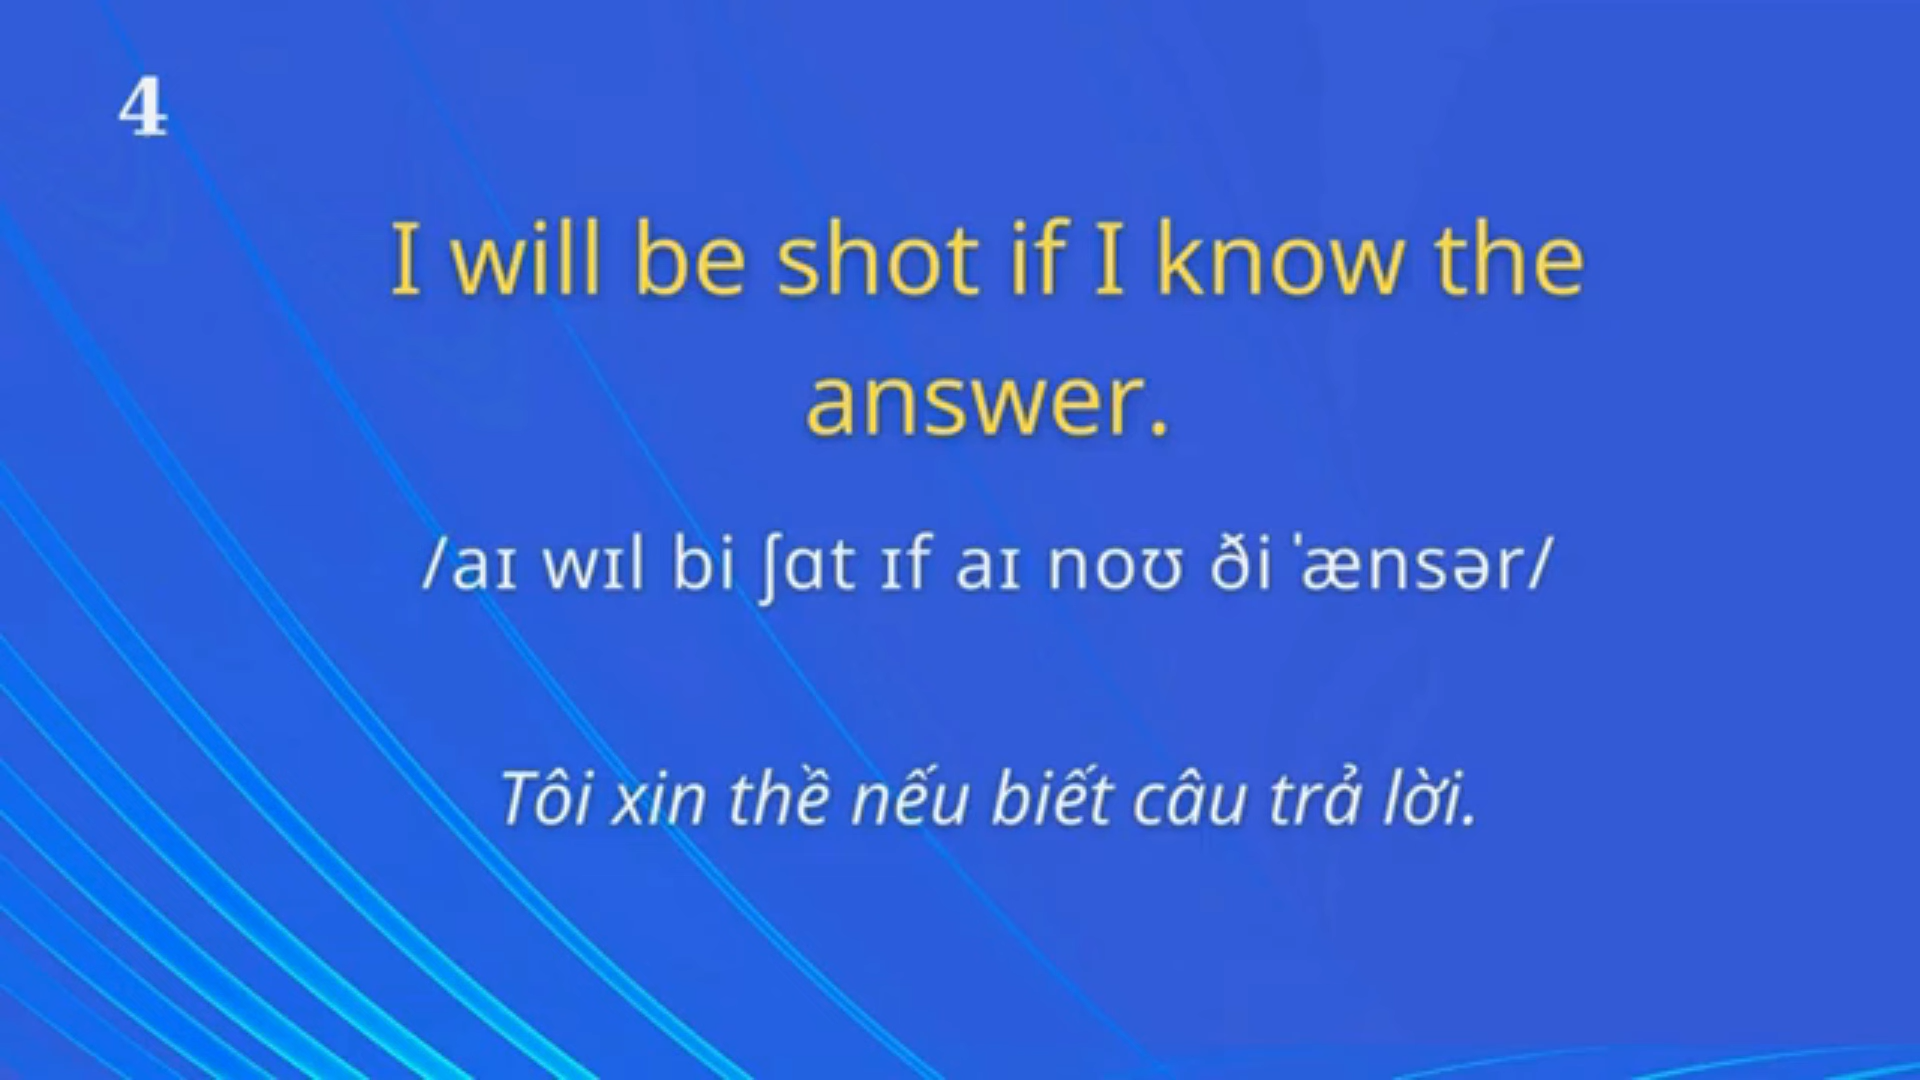 4
I will be shot if I know the
answer.
/aɪ wɪl bi ʃɑt ɪf aɪ noʊ ði ˈænsər/
Tôi xin thề nếu biết câu trả lời.